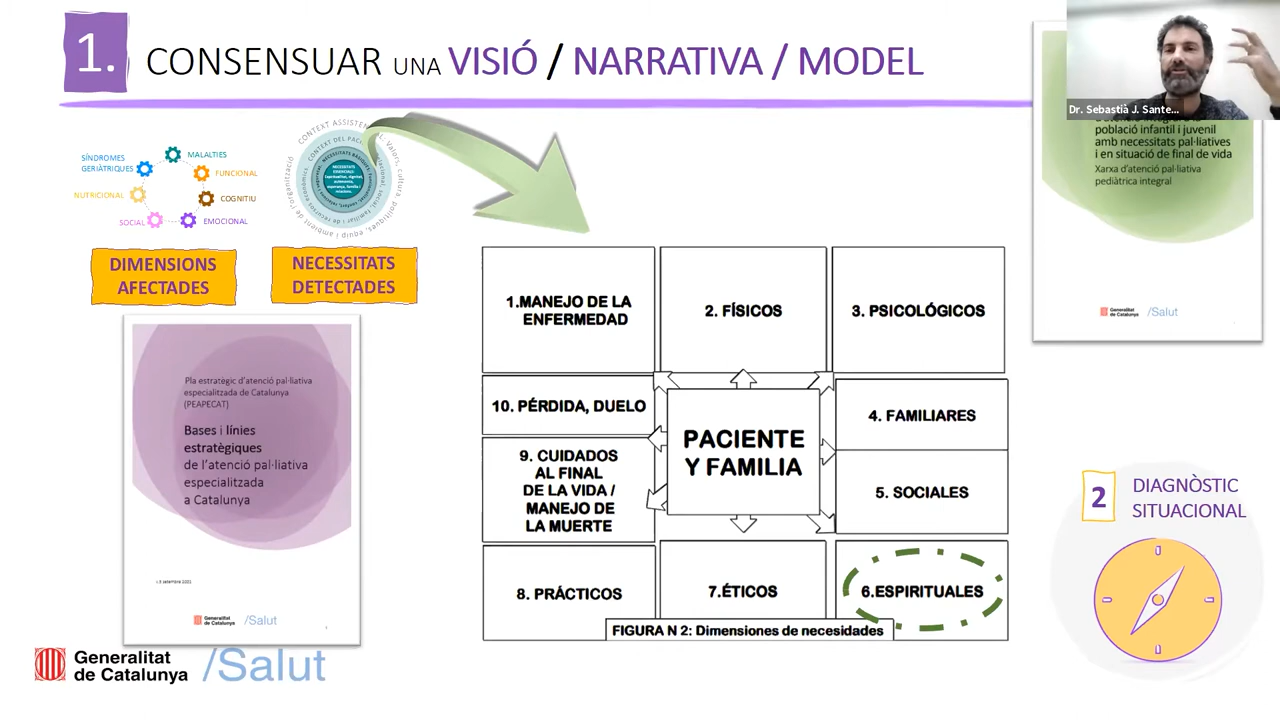 1. CONSENSUAR UNA VISIÓ / NARRATIVA / MODEL
Dr. Sebastià J. Sante...
SÍNDROMES
GERIÀTRIQUES
MALALTIES
FUNCIONAL
NUTRICIONAL
COGNITIU
SOCIAL
EMOCIONAL
DIMENSIONS
AFECTADES
NECESSITATS
DETECTADES
població infantil i juvenil
amb necessitats pal·liatives
i en situació de final de vida
Xarxa d'atenció pal·liativa
pediàtrica integral
Generalitat
de Catalunya
/Salut
Pla estratègic d'atenció pal·liativa
especialitzada de Catalunya
(PEAPECAT)
Bases i línies
estratègiques
de l'atenció pal·liativa
especialitzada
a Catalunya
Generalitat
de Catalunya
/Salut
1.MANEJO DE LA
ENFERMEDAD
2. FÍSICOS
3. PSICOLÓGICOS
10. PÉRDIDA, DUELO
PACIENTE
Y FAMILIA
4. FAMILIARES
9. CUIDADOS
AL FINAL
DE LA VIDA /
MANEJO DE
LA MUERTE
5. SOCIALES
8. PRÁCTICOS
7.ÉTICOS
6.ESPIRITUALES
FIGURA N 2: Dimensiones de necesidades
2
DIAGNÒSTIC
SITUACIONAL
Generalitat
de Catalunya
/Salut